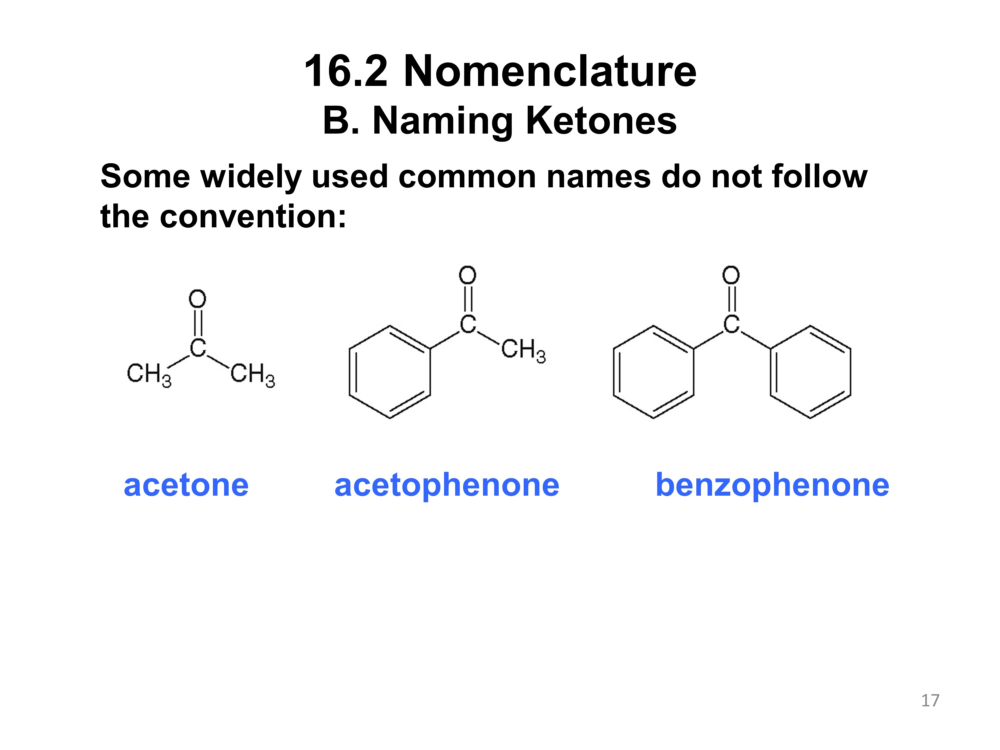 16.2 Nomenclature
B. Naming Ketones
Some widely used common names do not follow
the convention:
O
C
CH3
CH3
O
C
CH3
O
C
acetone
acetophenone
benzophenone
17